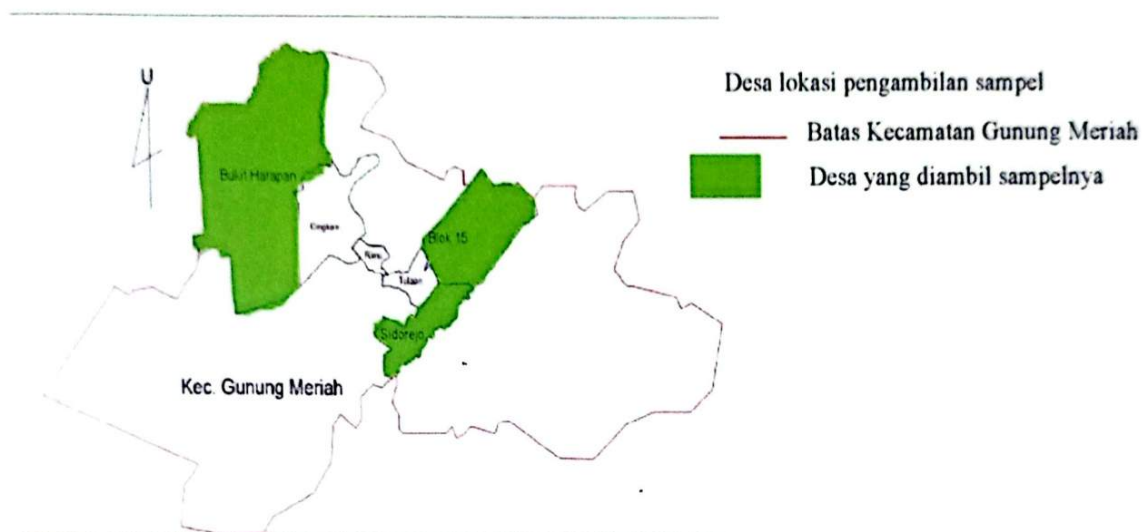 U
Desa lokasi pengambilan sampel
Batas Kecamatan Gunung Meriah
Desa yang diambil sampelnya
Bukit Harapan
Blok 15
Tulaan
Sidorejo
Kec. Gunung Meriah